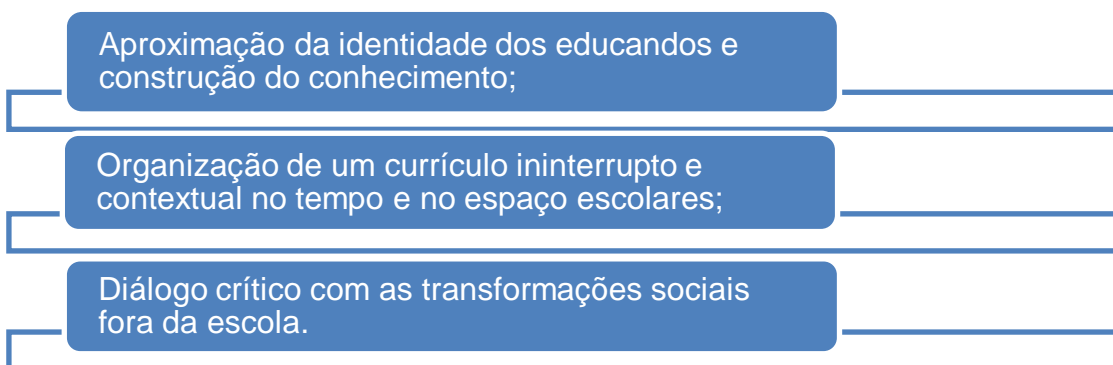 Aproximação da identidade dos educandos e
construção do conhecimento;
Organização de um currículo ininterrupto e
contextual no tempo e no espaço escolares;
Diálogo crítico com as transformações sociais
fora da escola.